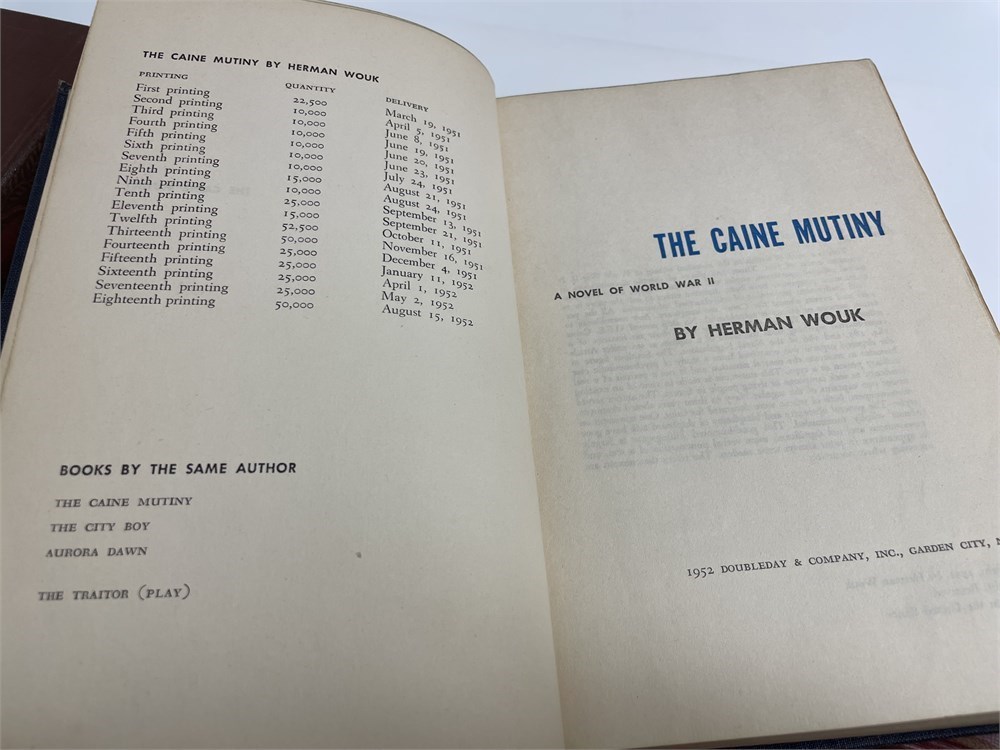 THE CAINE MUTINY BY HERMAN WOUK
PRINTING QUANTITY DELIVERY
First printing 22,500 March 19, 1951
Second printing 10,000 April 5, 1951
Third printing 10,000 June 8, 1951
Fourth printing 10,000 June 19, 1951
Fifth printing 10,000 June 20, 1951
Sixth printing 10,000 June 23, 1951
Seventh printing 10,000 July 24, 1951
Eighth printing 15,000 August 21, 1951
Ninth printing 10,000 August 24, 1951
Tenth printing 25,000 September 13, 1951
Eleventh printing 15,000 September 21, 1951
Twelfth printing 52,500 October 11, 1951
Thirteenth printing 50,000 November 16, 1951
Fourteenth printing 25,000 December 4, 1951
Fifteenth printing 25,000 January 11, 1952
Sixteenth printing 25,000 April 1, 1952
Seventeenth printing 25,000 May 2, 1952
Eighteenth printing 50,000 August 15, 1952
BOOKS BY THE SAME AUTHOR
THE CAINE MUTINY
THE CITY BOY
AURORA DAWN
THE TRAITOR (PLAY)
THE CAINE MUTINY
A NOVEL OF WORLD WAR II
BY HERMAN WOUK
1952 DOUBLEDAY & COMPANY, INC., GARDEN CITY, N